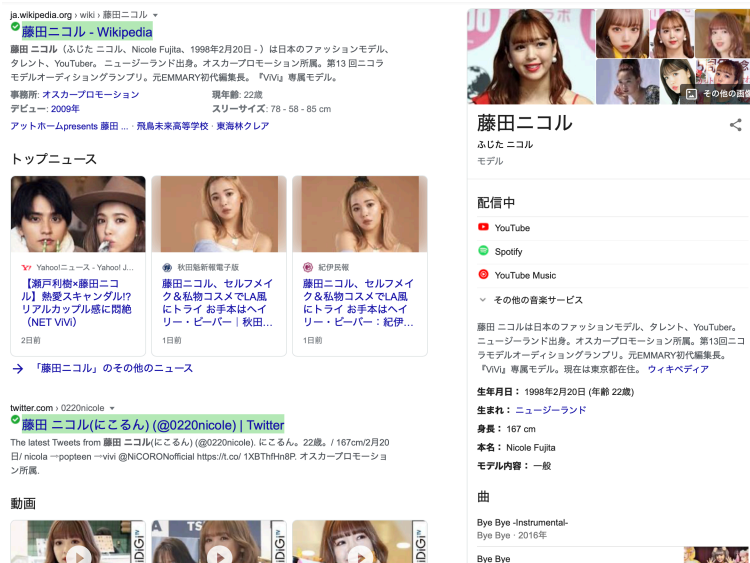 ja.wikipedia.org › wiki › 藤田ニコル
藤田ニコル - Wikipedia
藤田 ニコル（ふじた ニコル、Nicole Fujita、1998年2月20日 - ）は日本のファッションモデル、
タレント、YouTuber。 ニュージーランド出身。オスカープロモーション所属。第13回 ニコラ
モデルオーディショングランプリ。元EMMARY初代編集長。『ViVi』専属モデル。
事務所: オスカープロモーション
現年齢: 22歳
デビュー: 2009年
スリーサイズ: 78 - 58 - 85 cm
アットホームpresents 藤田 ... · 飛鳥未来高等学校 · 東海林クレア
トップニュース
Yahoo!ニュース - Yahoo! J...
【瀬戸利樹×藤田ニコ
ル】熱愛スキャンダル!?
リアルカップル感に悶絶
（NET ViVi）
2日前
秋田魁新報電子版
藤田ニコル、セルフメイ
ク＆私物コスメでLA風
にトライ お手本はヘイ
リー・ビーバー｜秋田...
1日前
紀伊民報
藤田ニコル、セルフメイ
ク＆私物コスメでLA風
にトライ お手本はヘイ
リー・ビーバー：紀伊...
1日前
「藤田ニコル」のその他のニュース
twitter.com › 0220nicole
藤田 ニコル(にこるん) (@0220nicole) | Twitter
The latest Tweets from 藤田 ニコル(にこるん) (@0220nicole). にこるん。22歳。/ 167cm/2月20
日/ nicola →popteen →vivi @NiCORONofficial https://t.co/ 1XBThfHn8P. オスカープロモーショ
ン所属.
動画
その他の画像
藤田ニコル
ふじた ニコル
モデル
配信中
YouTube
Spotify
YouTube Music
その他の音楽サービス
藤田 ニコルは日本のファッションモデル、タレント、YouTuber。
ニュージーランド出身。オスカープロモーション所属。第13回ニコ
ラモデルオーディショングランプリ。元EMMARY初代編集長。
『ViVi』専属モデル。現在は東京都在住。 ウィキペディア
生年月日： 1998年2月20日 (年齢 22歳)
生まれ： ニュージーランド
身長： 167 cm
本名： Nicole Fujita
モデル内容： 一般
曲
Bye Bye -Instrumental-
Bye Bye · 2016年
Bye Bye